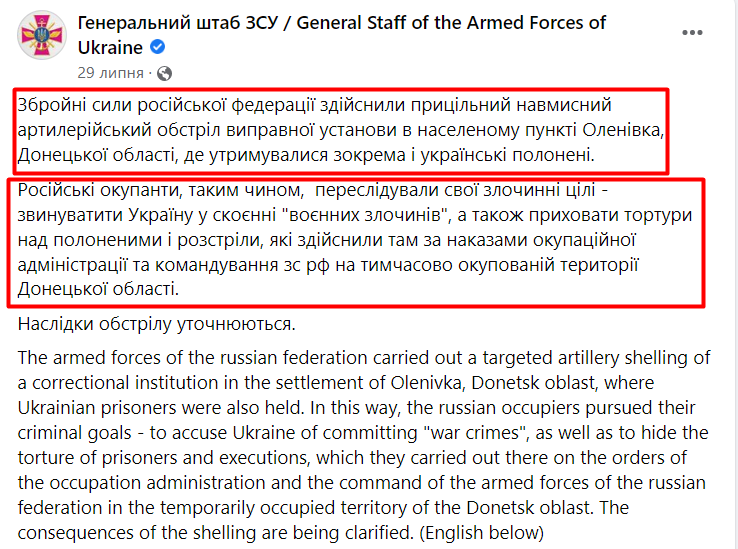 Генеральний штаб ЗСУ / General Staff of the Armed Forces of
Ukraine
29 липня ·
Збройні сили російської федерації здійснили прицільний навмисний
артилерійський обстріл виправної установи в населеному пункті Оленівка,
Донецької області, де утримувалися зокрема і українські полонені.
Російські окупанти, таким чином,  переслідували свої злочинні цілі -
звинуватити Україну у скоєнні "воєнних злочинів", а також приховати тортури
над полоненими і розстріли, які здійснили там за наказами окупаційної
адміністрації та командування зс рф на тимчасово окупованій території
Донецької області.
Наслідки обстрілу уточнюються.
The armed forces of the russian federation carried out a targeted artillery shelling of
a correctional institution in the settlement of Olenivka, Donetsk oblast, where
Ukrainian prisoners were also held. In this way, the russian occupiers pursued their
criminal goals - to accuse Ukraine of committing "war crimes", as well as to hide the
torture of prisoners and executions, which they carried out there on the orders of
the occupation administration and the command of the armed forces of the russian
federation in the temporarily occupied territory of the Donetsk oblast. The
consequences of the shelling are being clarified. (English below)